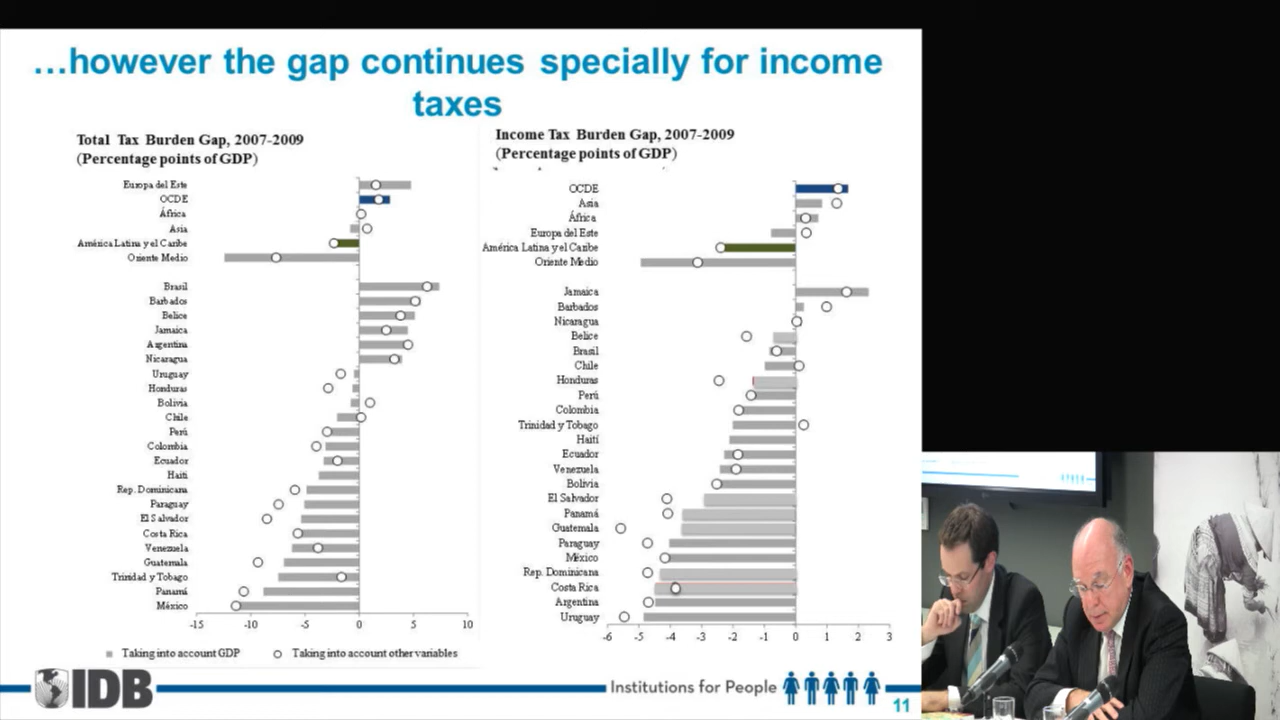 …however the gap continues specially for income
taxes
Total Tax Burden Gap, 2007-2009
(Percentage points of GDP)
Europa del Este
OCDE
África
Asia
América Latina y el Caribe
Oriente Medio
Brasil
Barbados
Belice
Jamaica
Argentina
Nicaragua
Uruguay
Honduras
Bolivia
Chile
Perú
Colombia
Ecuador
Haití
Rep. Dominicana
Paraguay
El Salvador
Costa Rica
Venezuela
Guatemala
Trinidad y Tobago
Panamá
México
-15 -10 -5 0 5 10
Taking into account GDP Taking into account other variables
Income Tax Burden Gap, 2007-2009
(Percentage points of GDP)
OCDE
Asia
África
Europa del Este
América Latina y el Caribe
Oriente Medio
Jamaica
Barbados
Nicaragua
Belice
Brasil
Chile
Honduras
Perú
Colombia
Trinidad y Tobago
Haití
Ecuador
Venezuela
Bolivia
El Salvador
Panamá
Guatemala
Paraguay
México
Rep. Dominicana
Costa Rica
Argentina
Uruguay
-6 -5 -4 -3 -2 -1 0 1 2 3
IDB
Institutions for People
11